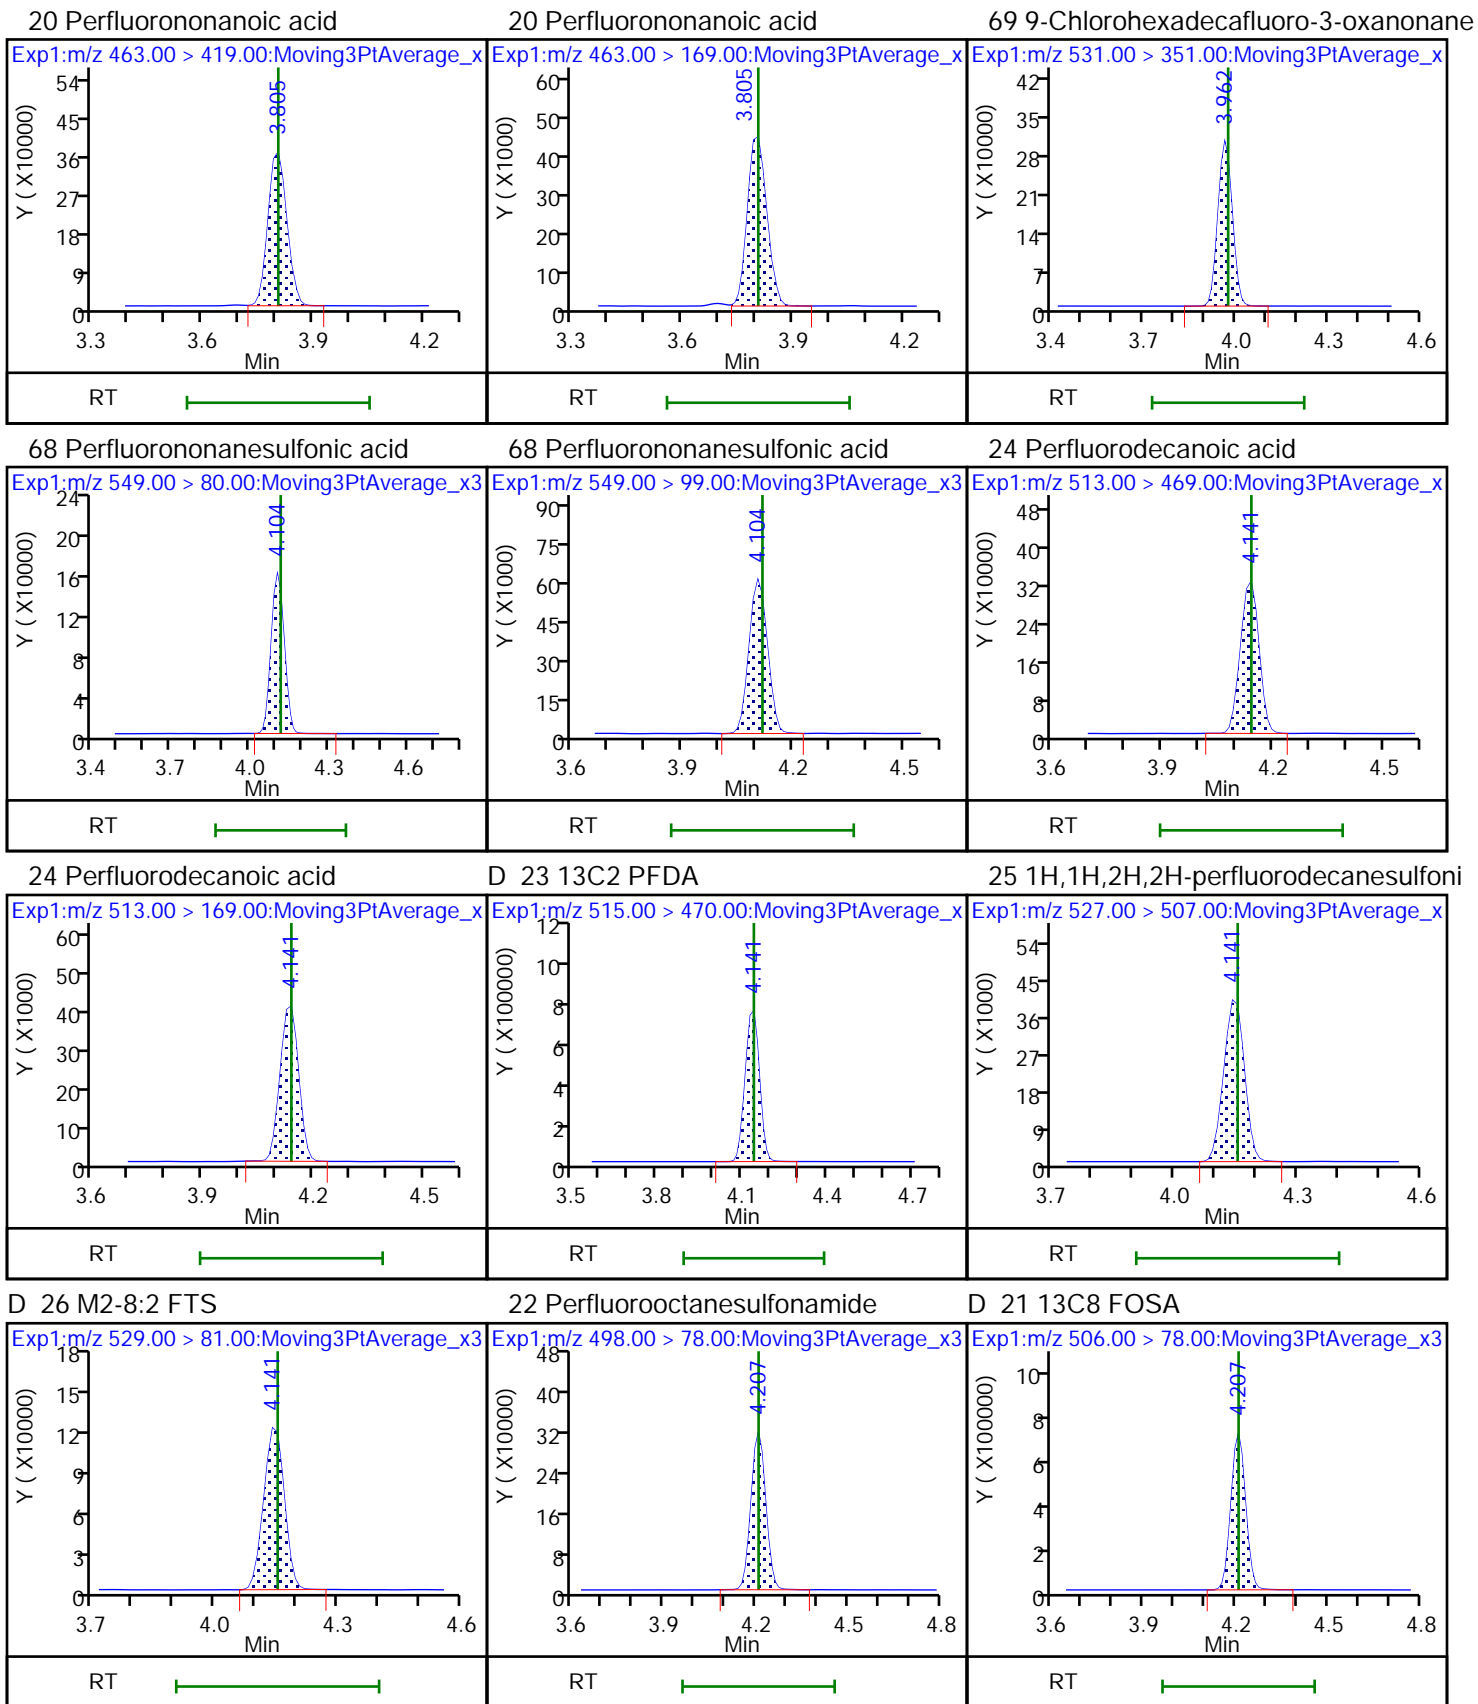 20 Perfluorononanoic acid
Exp1:m/z 463.00 > 419.00:Moving3PtAverage_x
Y ( X10000)
54
45
36
27
18
9
0
3.805
3.3 3.6 3.9 4.2
Min
RT
20 Perfluorononanoic acid
Exp1:m/z 463.00 > 169.00:Moving3PtAverage_x
Y ( X1000)
60
50
40
30
20
10
0
3.805
3.3 3.6 3.9 4.2
Min
RT
69 9-Chlorohexadecafluoro-3-oxanonane
Exp1:m/z 531.00 > 351.00:Moving3PtAverage_x
Y ( X10000)
42
35
28
21
14
7
0
3.962
3.4 3.7 4.0 4.3 4.6
Min
RT
68 Perfluorononanesulfonic acid
Exp1:m/z 549.00 > 80.00:Moving3PtAverage_x3
Y ( X10000)
24
20
16
12
8
4
0
4.104
3.4 3.7 4.0 4.3 4.6
Min
RT
68 Perfluorononanesulfonic acid
Exp1:m/z 549.00 > 99.00:Moving3PtAverage_x3
Y ( X1000)
90
75
60
45
30
15
0
4.104
3.6 3.9 4.2 4.5
Min
RT
24 Perfluorodecanoic acid
Exp1:m/z 513.00 > 469.00:Moving3PtAverage_x
Y ( X10000)
48
40
32
24
16
8
0
4.141
3.6 3.9 4.2 4.5
Min
RT
24 Perfluorodecanoic acid
Exp1:m/z 513.00 > 169.00:Moving3PtAverage_x
Y ( X1000)
60
50
40
30
20
10
0
4.141
3.6 3.9 4.2 4.5
Min
RT
D 23 13C2 PFDA
Exp1:m/z 515.00 > 470.00:Moving3PtAverage_x
Y ( X100000)
12
10
8
6
4
2
0
4.141
3.5 3.8 4.1 4.4 4.7
Min
RT
25 1H,1H,2H,2H-perfluorodecanesulfoni
Exp1:m/z 527.00 > 507.00:Moving3PtAverage_x
Y ( X1000)
54
45
36
27
18
9
0
4.141
3.7 4.0 4.3 4.6
Min
RT
D 26 M2-8:2 FTS
Exp1:m/z 529.00 > 81.00:Moving3PtAverage_x3
Y ( X10000)
18
15
12
9
6
3
0
4.141
3.7 4.0 4.3 4.6
Min
RT
22 Perfluorooctanesulfonamide
Exp1:m/z 498.00 > 78.00:Moving3PtAverage_x3
Y ( X10000)
48
40
32
24
16
8
0
4.207
3.6 3.9 4.2 4.5 4.8
Min
RT
D 21 13C8 FOSA
Exp1:m/z 506.00 > 78.00:Moving3PtAverage_x3
Y ( X100000)
10
8
6
4
2
0
4.207
3.6 3.9 4.2 4.5 4.8
Min
RT